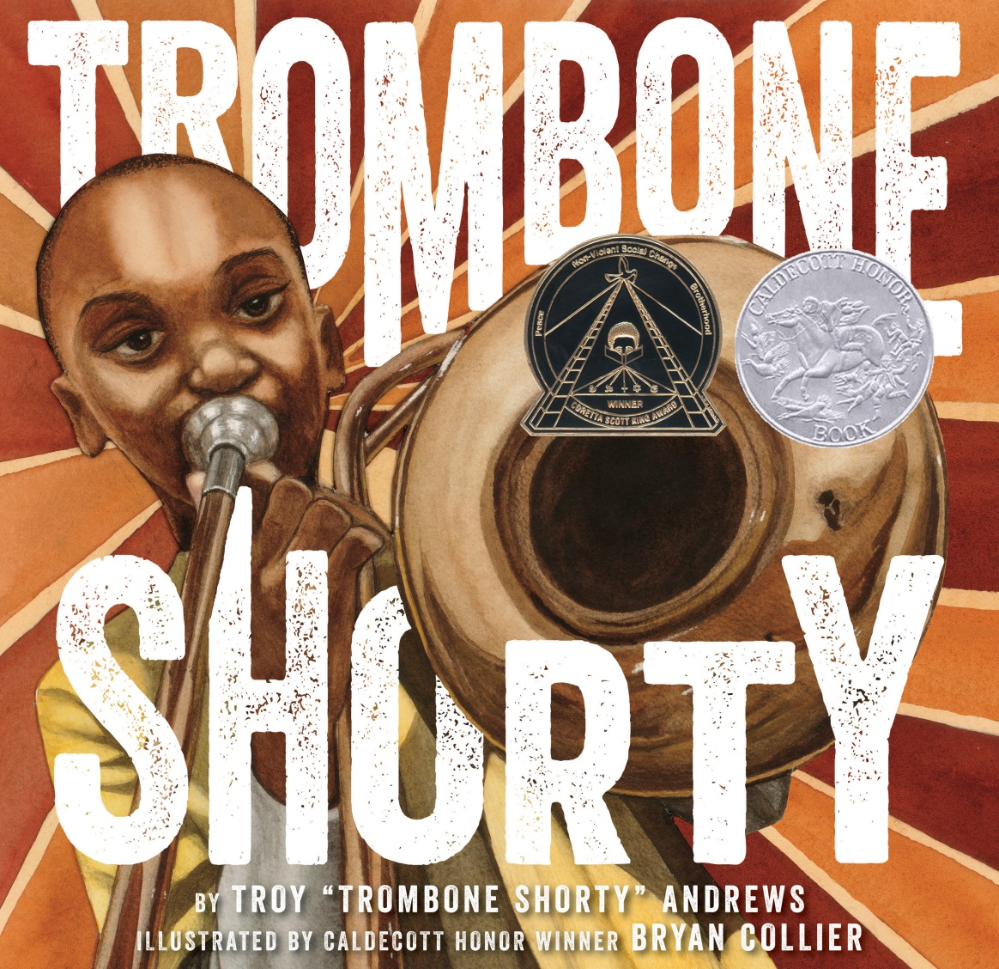 TROMBONE
Non-Violent Social Change
Peace
Brotherhood
WINNER
CORETTA SCOTT KING AWARD
CALDECOTT HONOR
BOOK
SHORTY
BY TROY “TROMBONE SHORTY” ANDREWS
ILLUSTRATED BY CALDECOTT HONOR WINNER BRYAN COLLIER